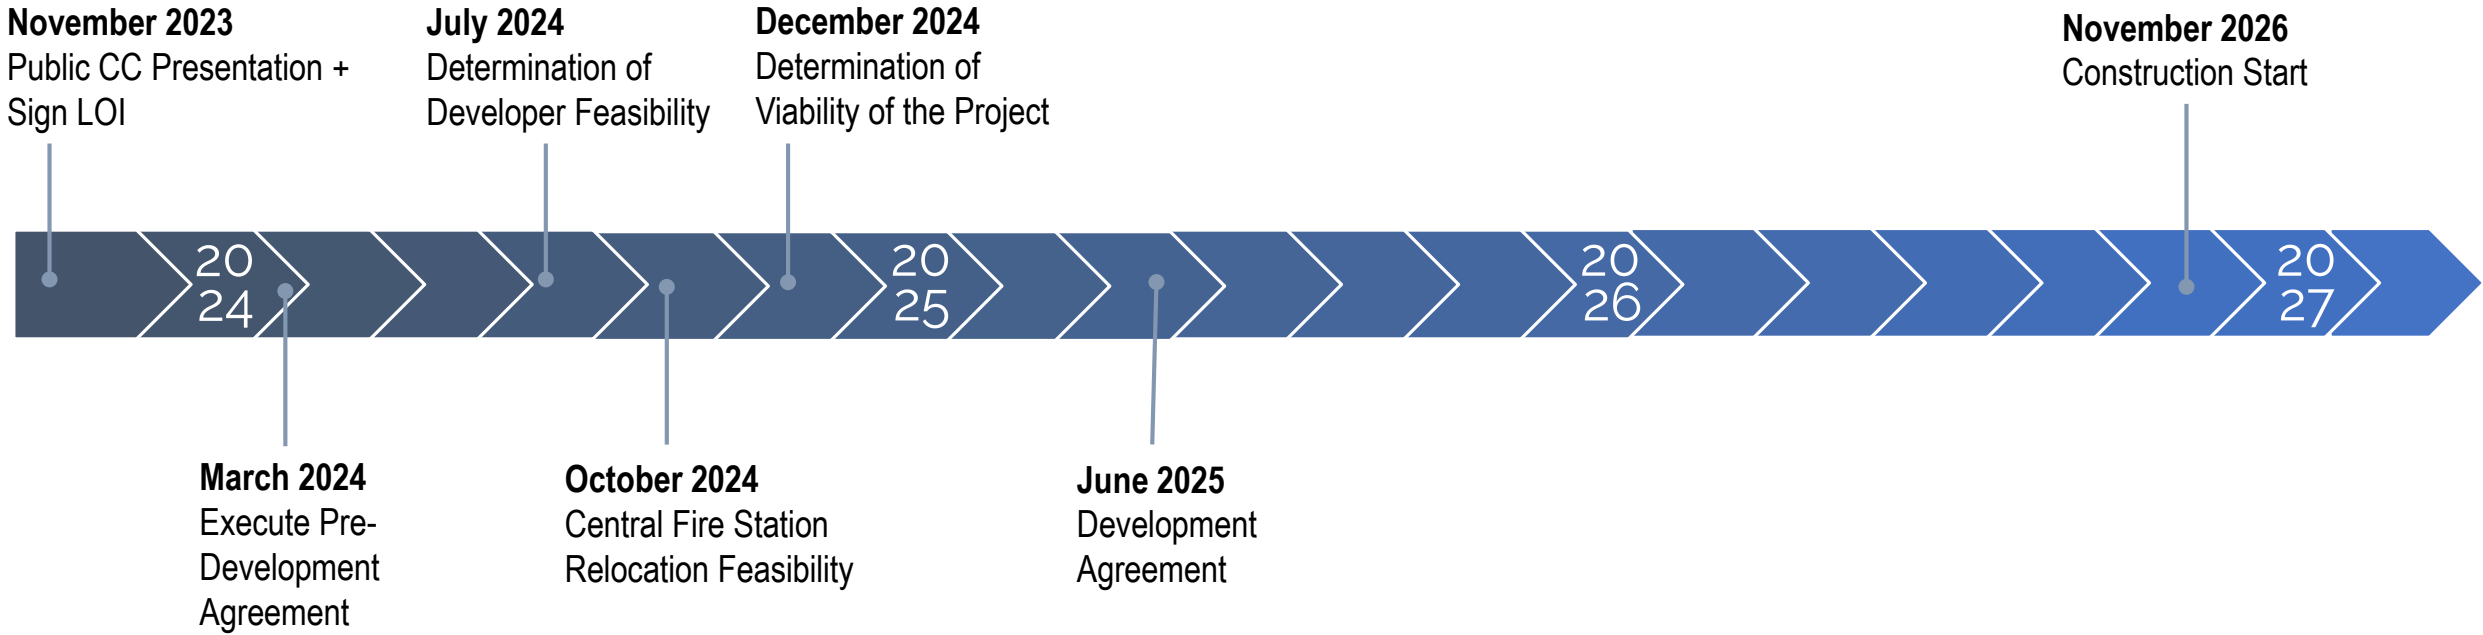 November 2023
Public CC Presentation +
Sign LOI
July 2024
Determination of
Developer Feasibility
December 2024
Determination of
Viability of the Project
November 2026
Construction Start
20
24
20
25
20
26
20
27
March 2024
Execute Pre-
Development
Agreement
October 2024
Central Fire Station
Relocation Feasibility
June 2025
Development
Agreement